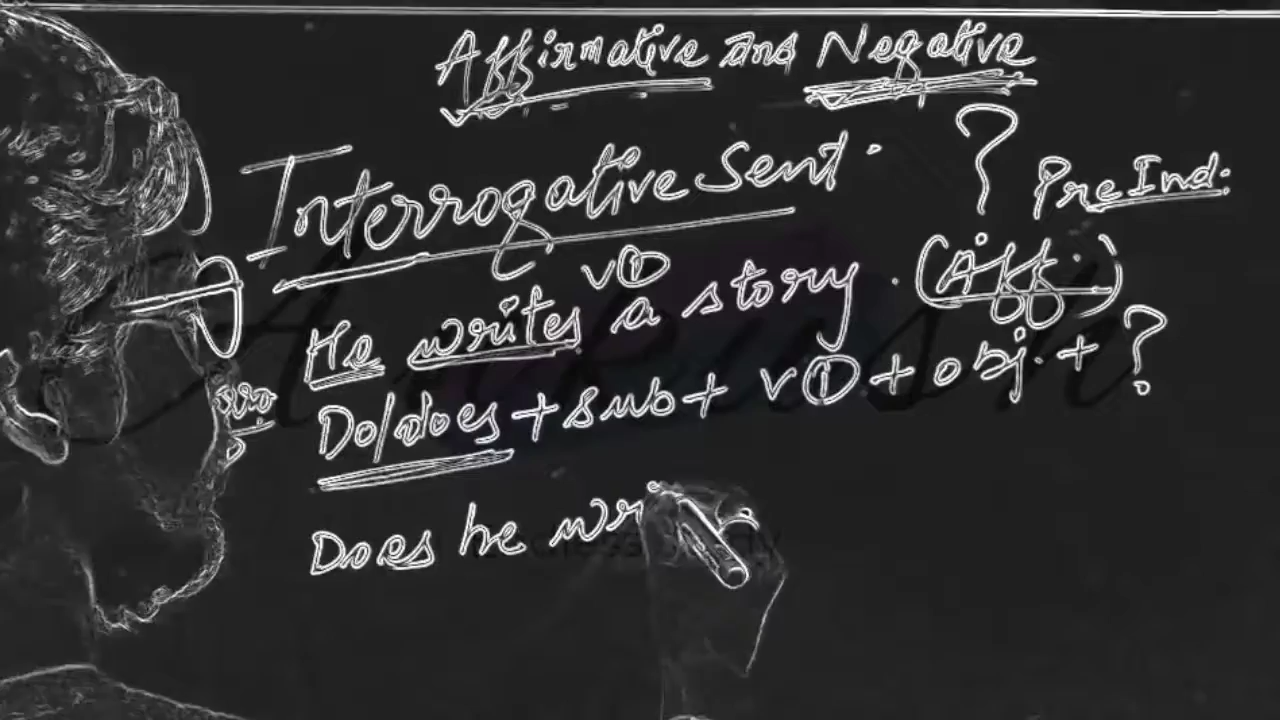 Affirmative and Negative
Interrogative Sent. ?
Pre Ind.
V①
He writes a story. (Aff.)
Do/does + sub + V① + obj. + ?
Does he wri